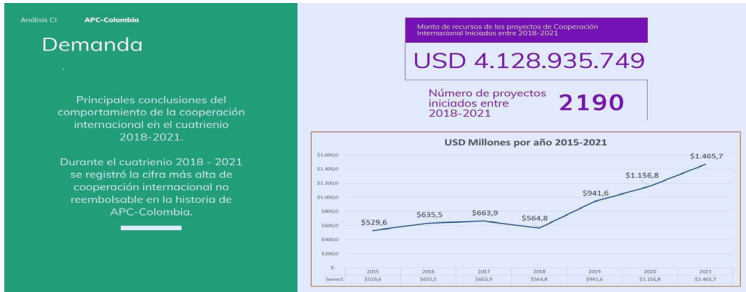 Análisis CI APC-Colombia
Demanda
Principales conclusiones del
comportamiento de la cooperación
internacional en el cuatrienio
2018-2021.
Durante el cuatrienio 2018 - 2021
se registró la cifra más alta de
cooperación internacional no
reembolsable en la historia de
APC-Colombia.
Monto de recursos de los proyectos de Cooperación
Internacional Iniciados entre 2018-2021
USD 4.128.935.749
Número de proyectos
iniciados entre
2018-2021
2190
USD Millones por año 2015-2021
$1.600,0
$1.400,0
$1.200,0
$1.000,0
$800,0
$600,0
$400,0
$200,0
$-
$529,6
$635,5
$663,9
$564,8
$941,6
$1.156,8
$1.465,7
2015 2016 2017 2018 2019 2020 2021
Series1 $529,6 $635,5 $663,9 $564,8 $941,6 $1.156,8 $1.465,7